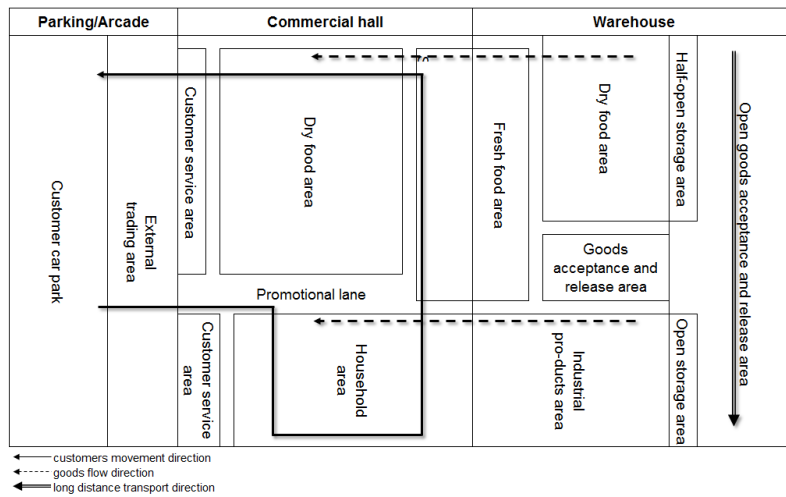 Parking/Arcade
Commercial hall
Warehouse
Customer car park
External
trading area
Customer service area
Dry food area
Fresh food area
Dry food area
Half-open storage area
Open goods acceptance and release area
Goods
acceptance and
release area
Promotional lane
Customer service
area
Household
area
Industrial
pro-ducts area
Open storage area
customers movement direction
goods flow direction
long distance transport direction